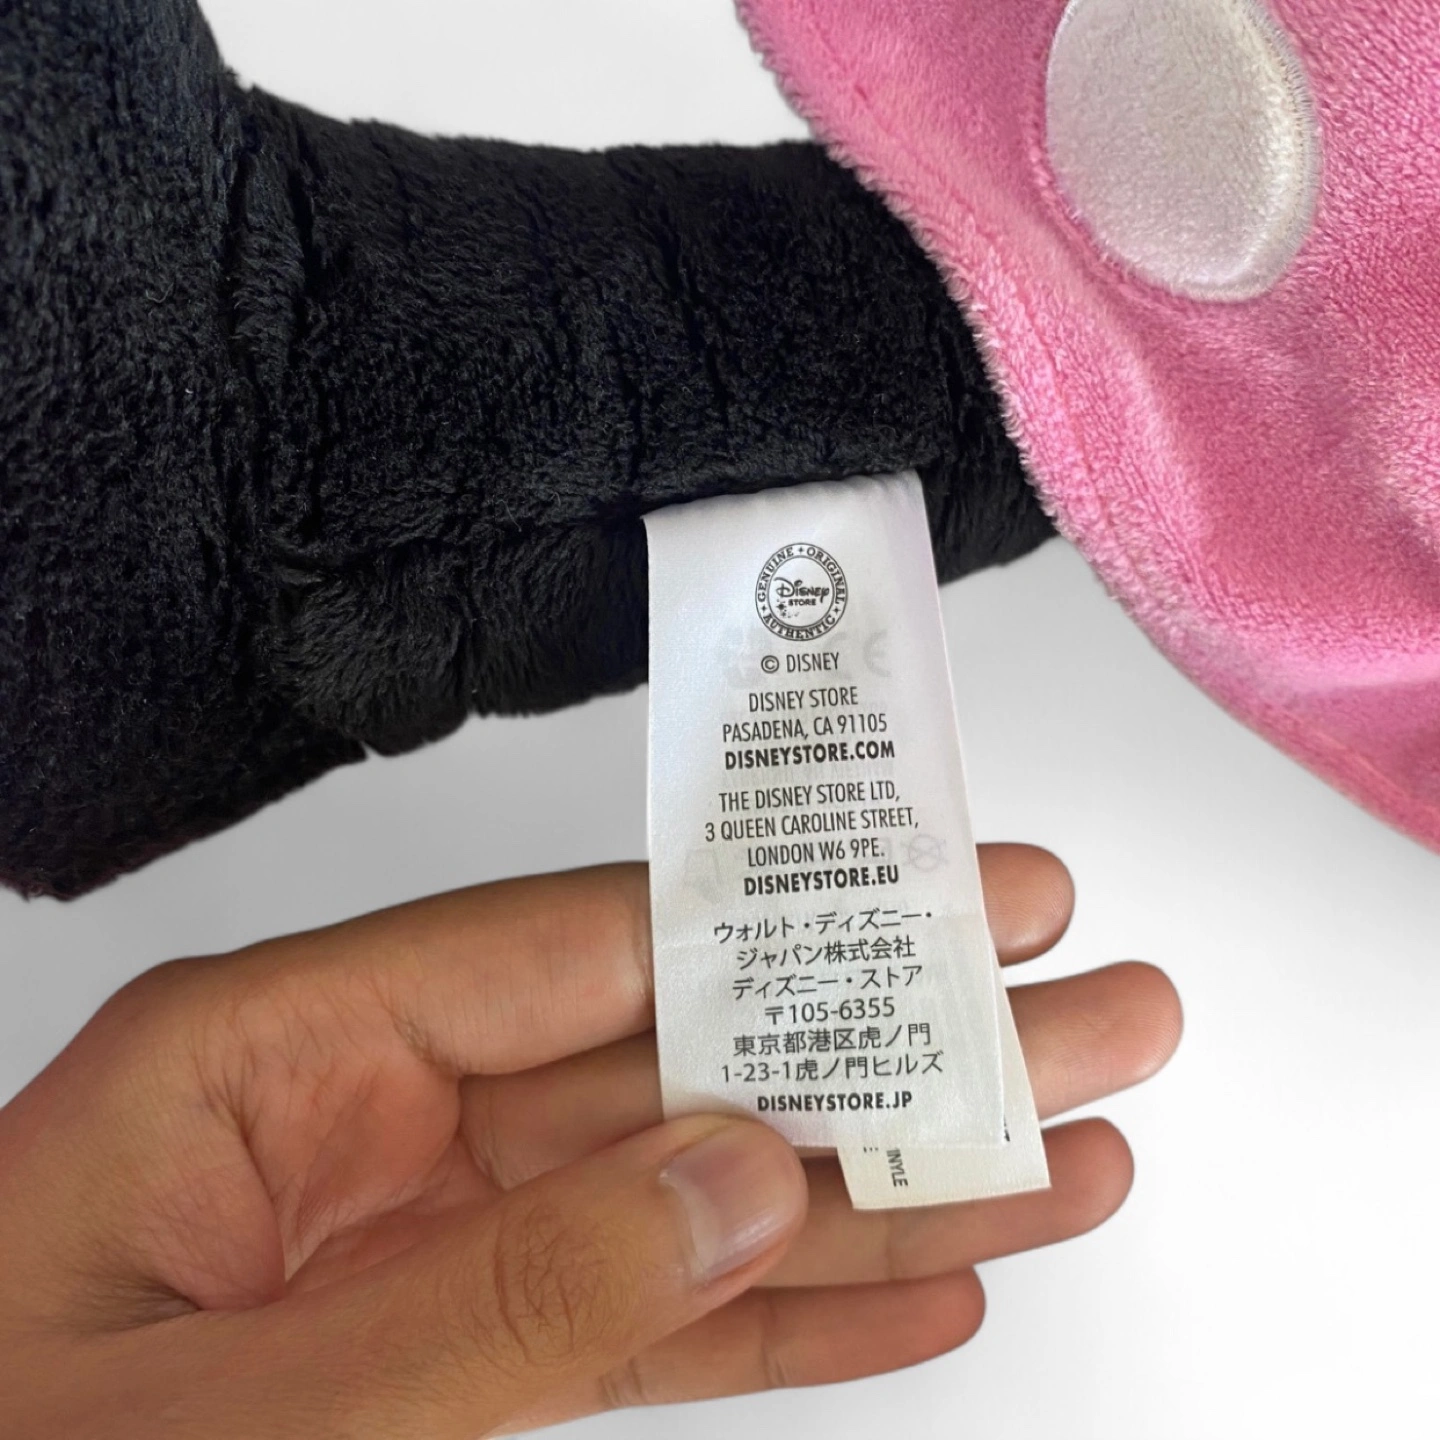 GENUINE • ORIGINAL
Disney
STORE
AUTHENTIC
© DISNEY
DISNEY STORE
PASADENA, CA 91105
DISNEYSTORE.COM
THE DISNEY STORE LTD,
3 QUEEN CAROLINE STREET,
LONDON W6 9PE.
DISNEYSTORE.EU
ウォルト・ディズニー・
ジャパン株式会社
ディズニー・ストア
〒105-6355
東京都港区虎ノ門
1-23-1虎ノ門ヒルズ
DISNEYSTORE.JP